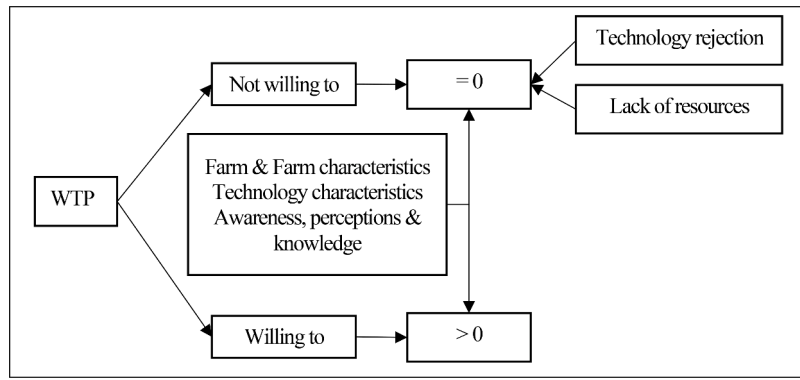 Technology rejection
Not willing to
= 0
Lack of resources
Farm & Farm characteristics
Technology characteristics
Awareness, perceptions &
knowledge
WTP
Willing to
> 0